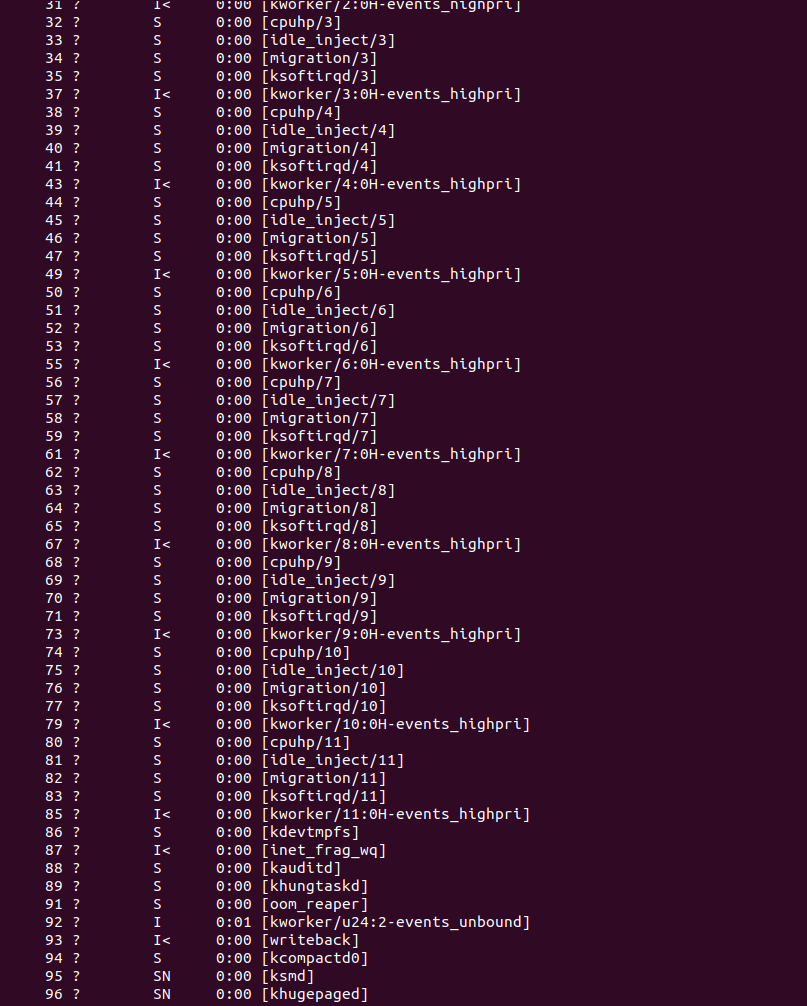 31 ? I< 0:00 [kworker/2:0H-events_highpri]
32 ? S 0:00 [cpuhp/3]
33 ? S 0:00 [idle_inject/3]
34 ? S 0:00 [migration/3]
35 ? S 0:00 [ksoftirqd/3]
37 ? I< 0:00 [kworker/3:0H-events_highpri]
38 ? S 0:00 [cpuhp/4]
39 ? S 0:00 [idle_inject/4]
40 ? S 0:00 [migration/4]
41 ? S 0:00 [ksoftirqd/4]
43 ? I< 0:00 [kworker/4:0H-events_highpri]
44 ? S 0:00 [cpuhp/5]
45 ? S 0:00 [idle_inject/5]
46 ? S 0:00 [migration/5]
47 ? S 0:00 [ksoftirqd/5]
49 ? I< 0:00 [kworker/5:0H-events_highpri]
50 ? S 0:00 [cpuhp/6]
51 ? S 0:00 [idle_inject/6]
52 ? S 0:00 [migration/6]
53 ? S 0:00 [ksoftirqd/6]
55 ? I< 0:00 [kworker/6:0H-events_highpri]
56 ? S 0:00 [cpuhp/7]
57 ? S 0:00 [idle_inject/7]
58 ? S 0:00 [migration/7]
59 ? S 0:00 [ksoftirqd/7]
61 ? I< 0:00 [kworker/7:0H-events_highpri]
62 ? S 0:00 [cpuhp/8]
63 ? S 0:00 [idle_inject/8]
64 ? S 0:00 [migration/8]
65 ? S 0:00 [ksoftirqd/8]
67 ? I< 0:00 [kworker/8:0H-events_highpri]
68 ? S 0:00 [cpuhp/9]
69 ? S 0:00 [idle_inject/9]
70 ? S 0:00 [migration/9]
71 ? S 0:00 [ksoftirqd/9]
73 ? I< 0:00 [kworker/9:0H-events_highpri]
74 ? S 0:00 [cpuhp/10]
75 ? S 0:00 [idle_inject/10]
76 ? S 0:00 [migration/10]
77 ? S 0:00 [ksoftirqd/10]
79 ? I< 0:00 [kworker/10:0H-events_highpri]
80 ? S 0:00 [cpuhp/11]
81 ? S 0:00 [idle_inject/11]
82 ? S 0:00 [migration/11]
83 ? S 0:00 [ksoftirqd/11]
85 ? I< 0:00 [kworker/11:0H-events_highpri]
86 ? S 0:00 [kdevtmpfs]
87 ? I< 0:00 [inet_frag_wq]
88 ? S 0:00 [kauditd]
89 ? S 0:00 [khungtaskd]
91 ? S 0:00 [oom_reaper]
92 ? I 0:01 [kworker/u24:2-events_unbound]
93 ? I< 0:00 [writeback]
94 ? S 0:00 [kcompactd0]
95 ? SN 0:00 [ksmd]
96 ? SN 0:00 [khugepaged]